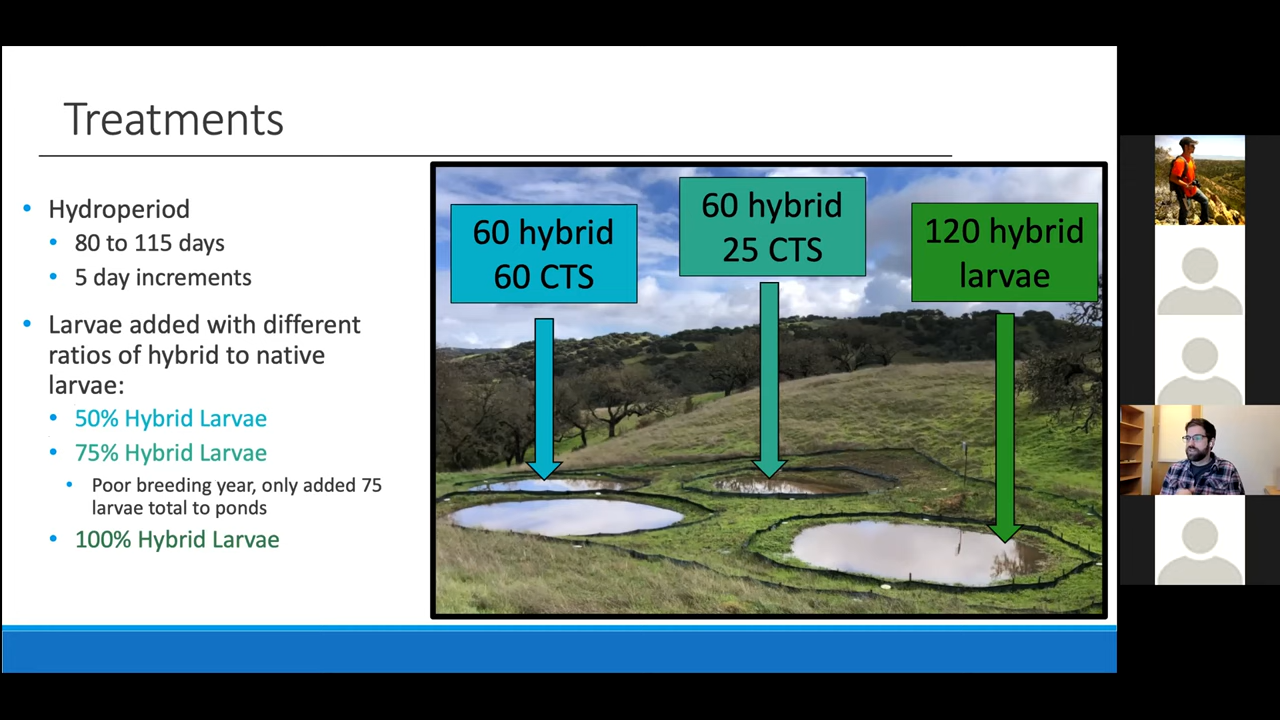 Treatments
Hydroperiod
80 to 115 days
5 day increments
Larvae added with different
ratios of hybrid to native
larvae:
50% Hybrid Larvae
75% Hybrid Larvae
Poor breeding year, only added 75
larvae total to ponds
100% Hybrid Larvae
60 hybrid
60 CTS
60 hybrid
25 CTS
120 hybrid
larvae